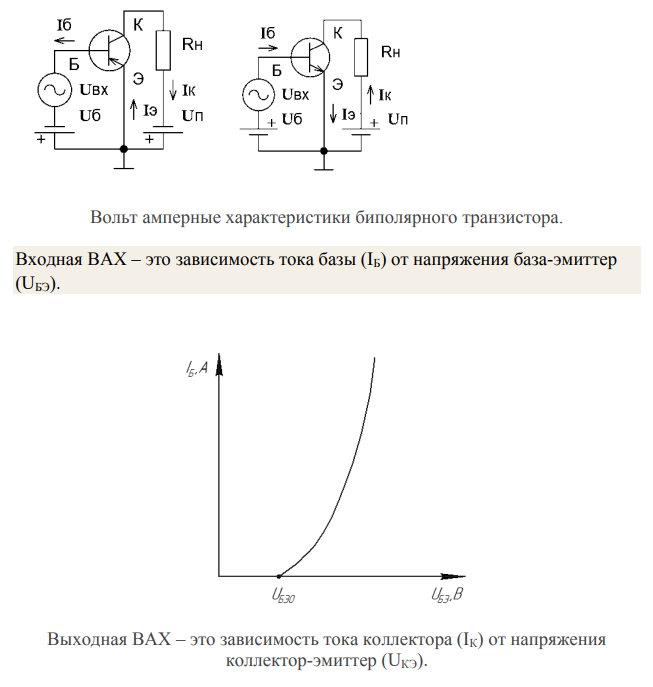 Iб К Rн
Б Э
Uвх Iк
Uб Iэ Uп
+ +
Iб К Rн
Б Э
Uвх Iк
+ Uб Iэ + Uп
Вольт амперные характеристики биполярного транзистора.
Входная ВАХ – это зависимость тока базы (IБ) от напряжения база-эмиттер
(UБЭ).
IБ, А
UБЭ0 UБЭ, В
Выходная ВАХ – это зависимость тока коллектора (IК) от напряжения
коллектор-эмиттер (UКЭ).